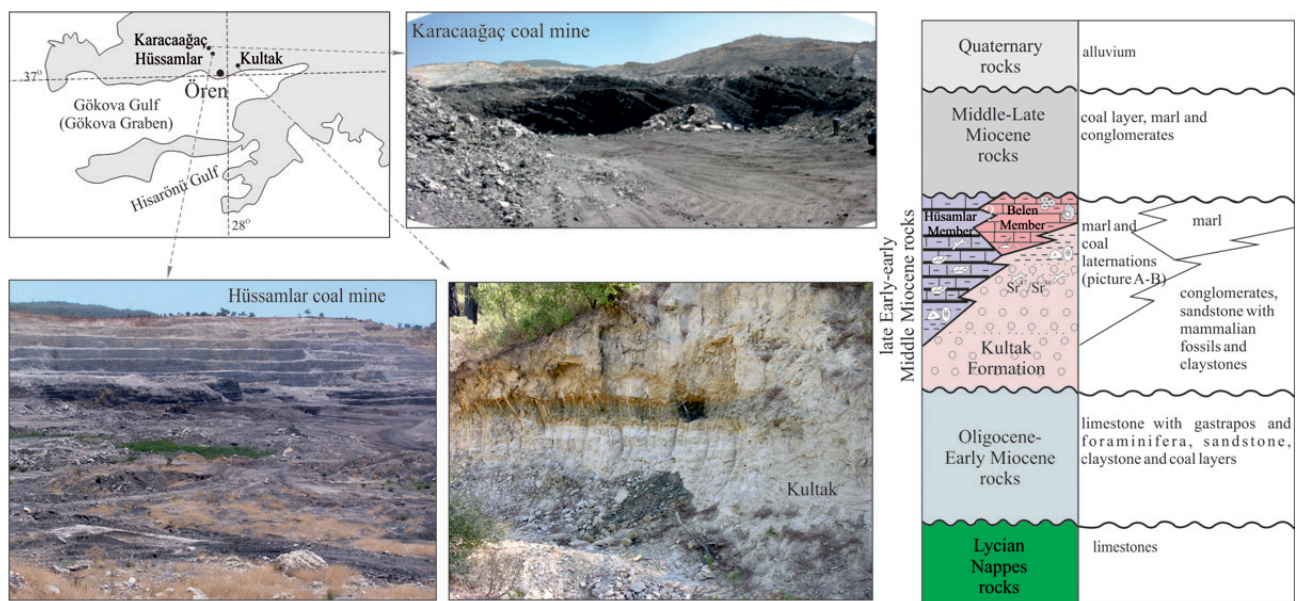 Karacaağaç
Hüssamlar
Kultak
37°
Ören
Gökova Gulf
(Gökova Graben)
Hisarönü Gulf
28°
Karacaağaç coal mine
Hüssamlar coal mine
Kultak
Quaternary
rocks
alluvium
Middle-Late
Miocene
rocks
coal layer, marl and
conglomerates
late Early-early
Middle Miocene rocks
Hüsamlar
Member
Belen
Member
Sr⁸⁷/Sr⁸⁶
Kultak
Formation
marl and
coal
laternations
(picture A-B)
marl
conglomerates,
sandstone with
mammalian
fossils and
claystones
Oligocene-
Early Miocene
rocks
limestone with gastrapos and
foraminifera, sandstone,
claystone and coal layers
Lycian
Nappes
rocks
limestones